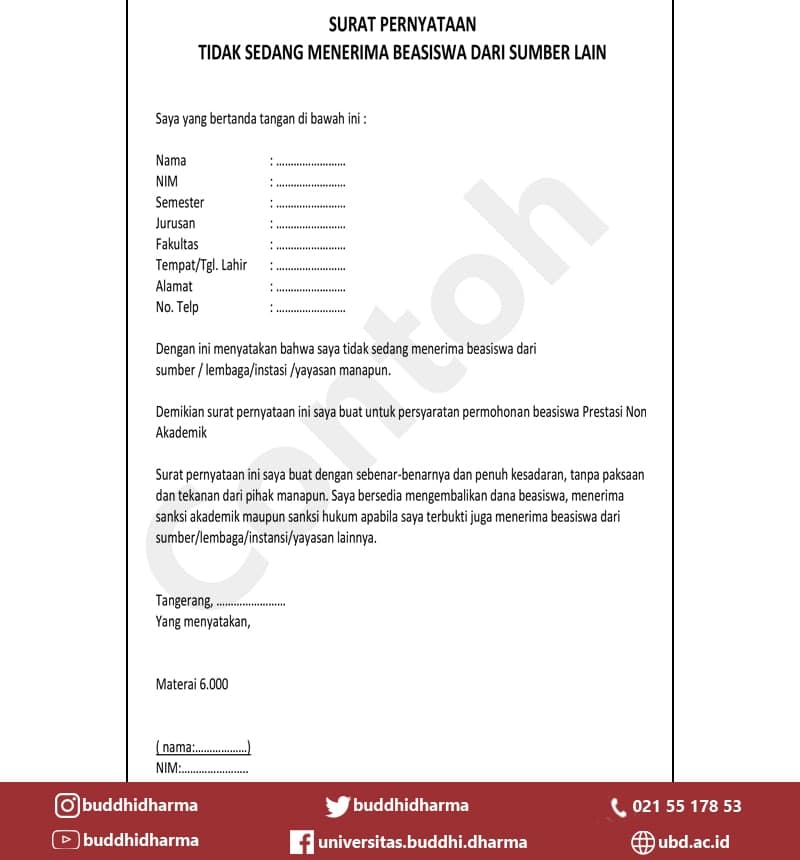 SURAT PERNYATAAN
TIDAK SEDANG MENERIMA BEASISWA DARI SUMBER LAIN
Saya yang bertanda tangan di bawah ini :
Nama : ........................
NIM : ........................
Semester : ........................
Jurusan : ........................
Fakultas : ........................
Tempat/Tgl. Lahir : ........................
Alamat : ........................
No. Telp : ........................
Dengan ini menyatakan bahwa saya tidak sedang menerima beasiswa dari
sumber / lembaga/instasi /yayasan manapun.
Demikian surat pernyataan ini saya buat untuk persyaratan permohonan beasiswa Prestasi Non
Akademik
Surat pernyataan ini saya buat dengan sebenar-benarnya dan penuh kesadaran, tanpa paksaan
dan tekanan dari pihak manapun. Saya bersedia mengembalikan dana beasiswa, menerima
sanksi akademik maupun sanksi hukum apabila saya terbukti juga menerima beasiswa dari
sumber/lembaga/instansi/yayasan lainnya.
Contoh
Tangerang, ........................
Yang menyatakan,
Materai 6.000
( nama:..................)
NIM:.......................
buddhidharma buddhidharma 021 55 178 53
buddhidharma universitas.buddhi.dharma ubd.ac.id